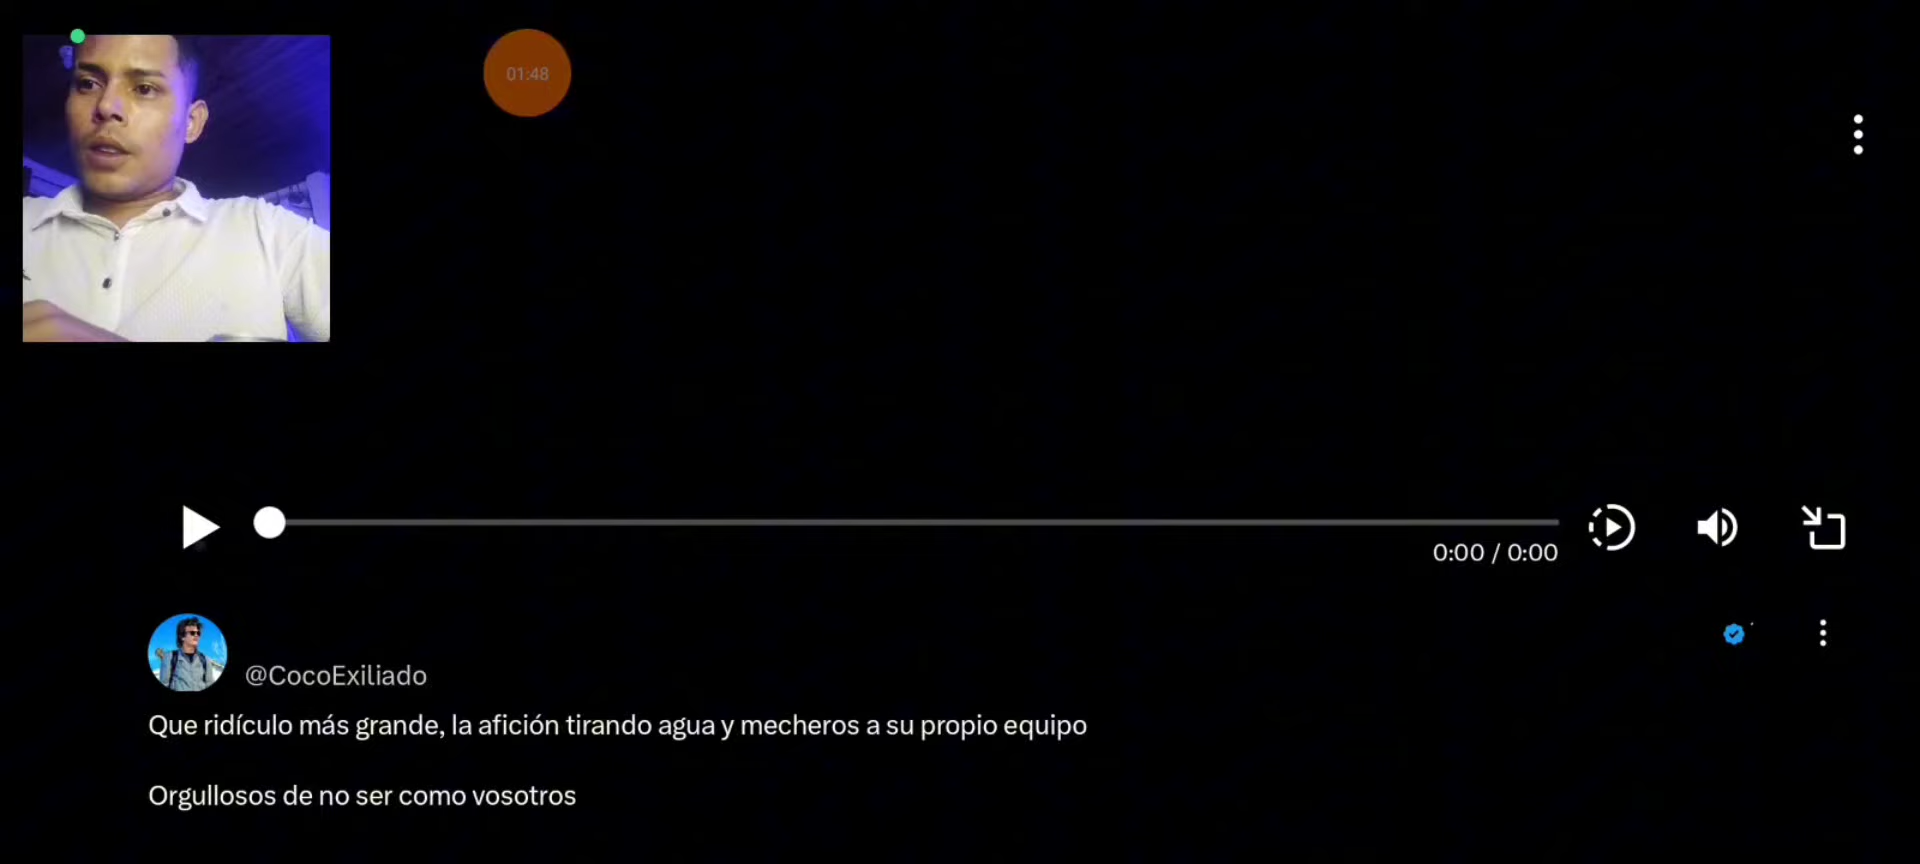 01:48
0:00 / 0:00
@CocoExiliado
Que ridículo más grande, la afición tirando agua y mecheros a su propio equipo
Orgullosos de no ser como vosotros